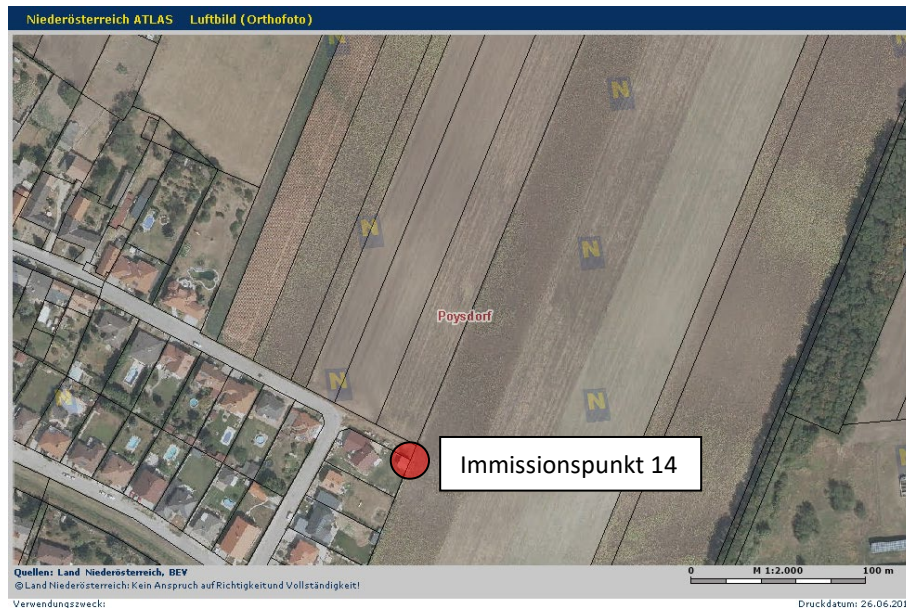 Niederösterreich ATLAS Luftbild (Orthofoto)
N
N
N
N
Poysdorf
N
N
N
Immissionspunkt 14
Quellen: Land Niederösterreich, BEV
©Land Niederösterreich: Kein Anspruch auf Richtigkeit und Vollständigkeit!
0 M 1:2.000 100 m
Verwendungszweck:
Druckdatum: 26.06.201